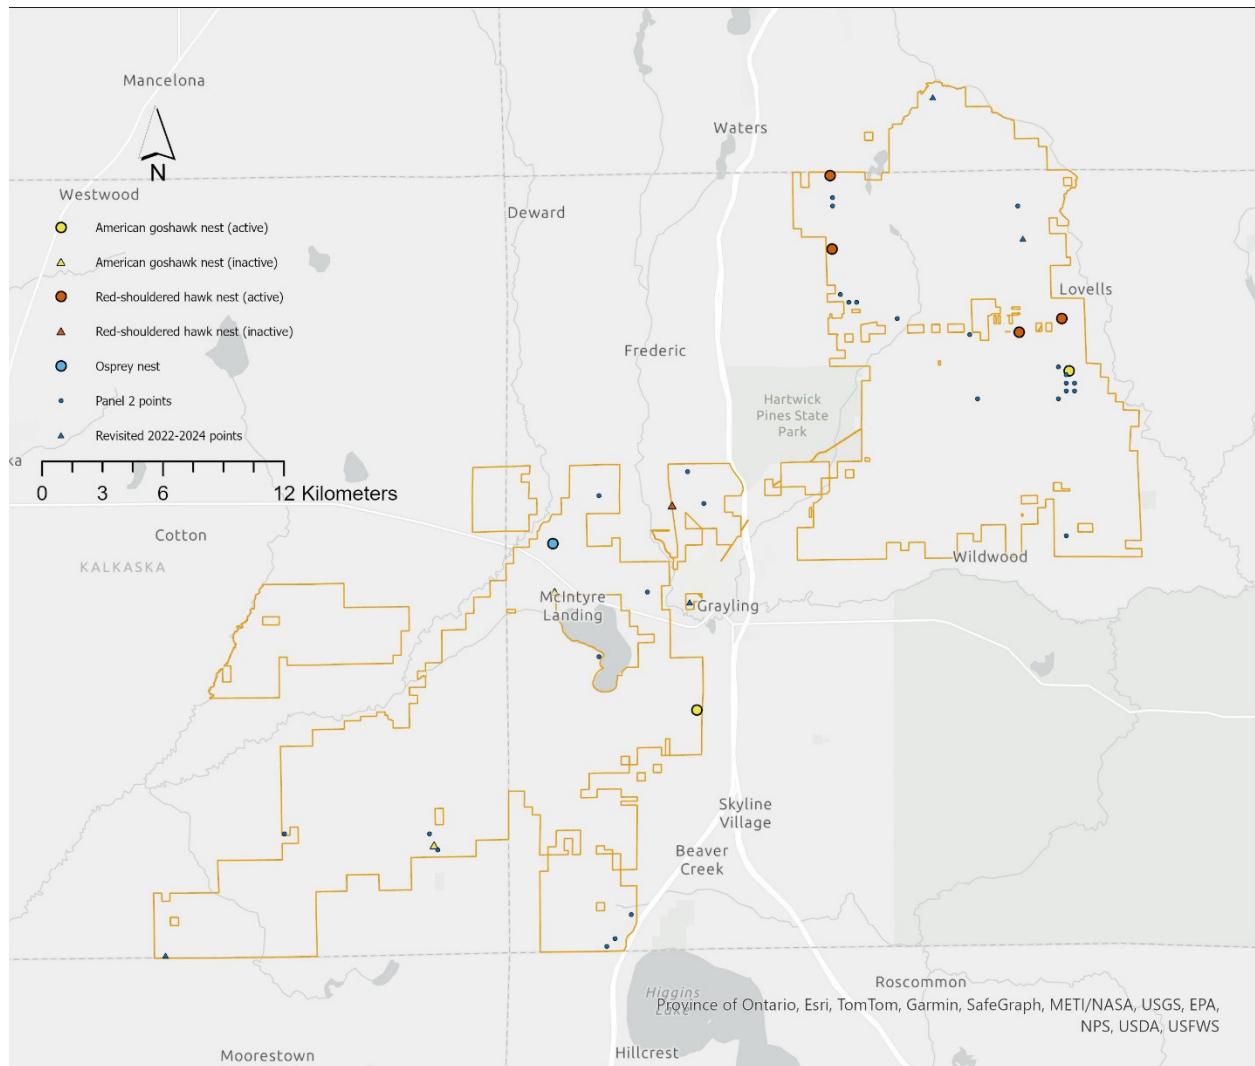 Mancelona
N
Waters
Westwood
Deward
American goshawk nest (active)
American goshawk nest (inactive)
Red-shouldered hawk nest (active)
Red-shouldered hawk nest (inactive)
Osprey nest
Panel 2 points
Revisited 2022-2024 points
Lovells
Frederic
Hartwick
Pines State
Park
ka
0 3 6 12 Kilometers
Cotton
KALKASKA
Wildwood
McIntyre
Landing
Grayling
Skyline
Village
Beaver
Creek
Roscommon
Higgins
Lake
Province of Ontario, Esri, TomTom, Garmin, SafeGraph, METI/NASA, USGS, EPA,
NPS, USDA, USFWS
Moorestown
Hillcrest